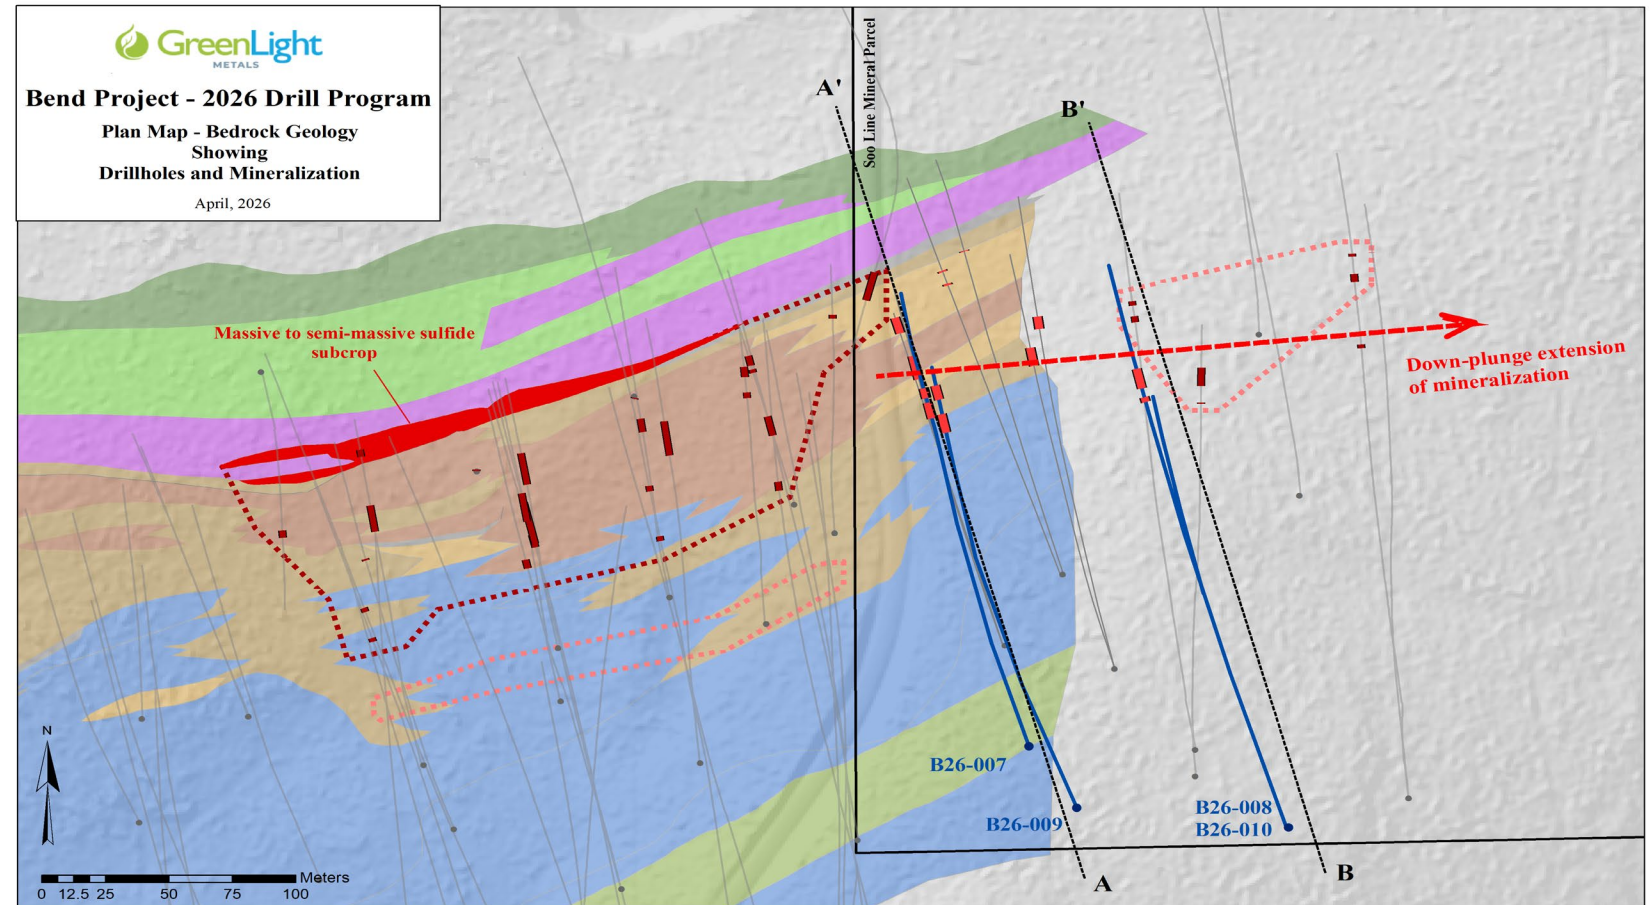 GreenLight
METALS
Bend Project - 2026 Drill Program
Plan Map - Bedrock Geology
Showing
Drillholes and Mineralization
April, 2026
A'
Soo Line Mineral Parcel
B'
Massive to semi-massive sulfide
subcrop
Down-plunge extension
of mineralization
N
B26-007
B26-009
B26-008
B26-010
A
B
Meters
0 12.5 25 50 75 100